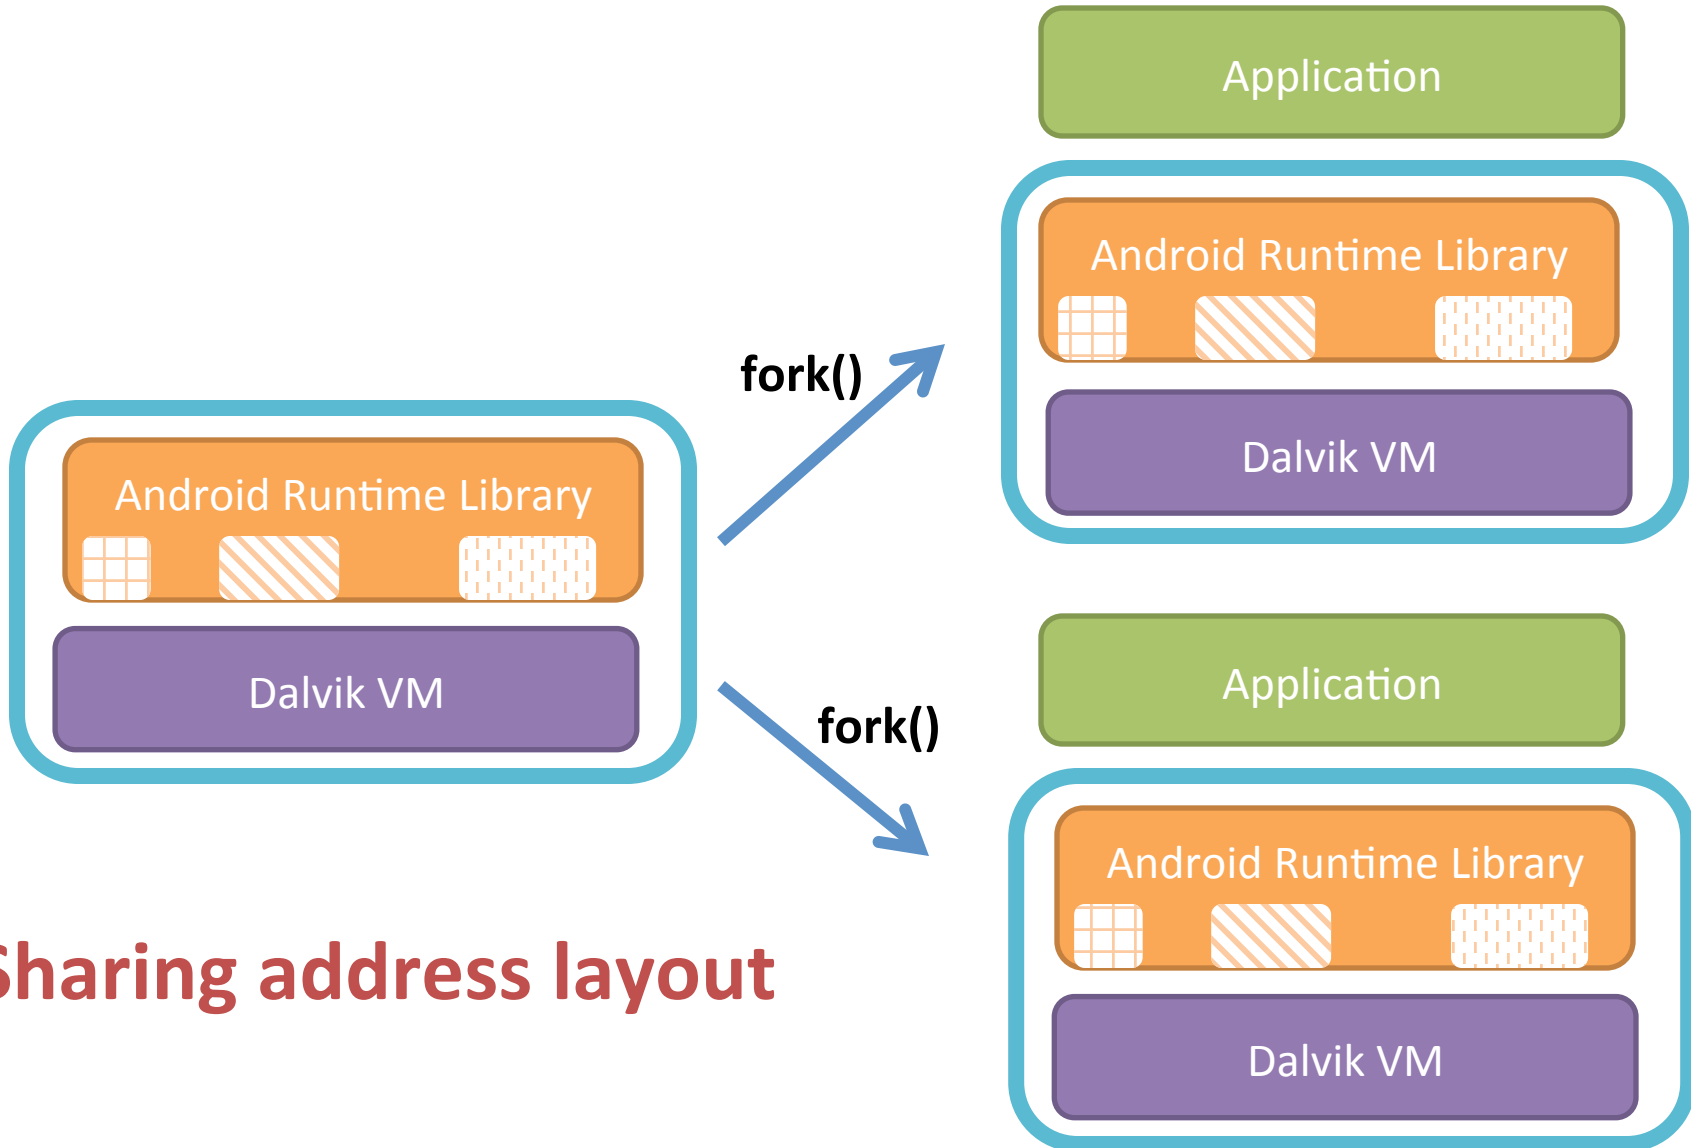 Application
Android Runtime Library
Dalvik VM
fork()
Android Runtime Library
Dalvik VM
fork()
Application
Android Runtime Library
Dalvik VM
Sharing address layout